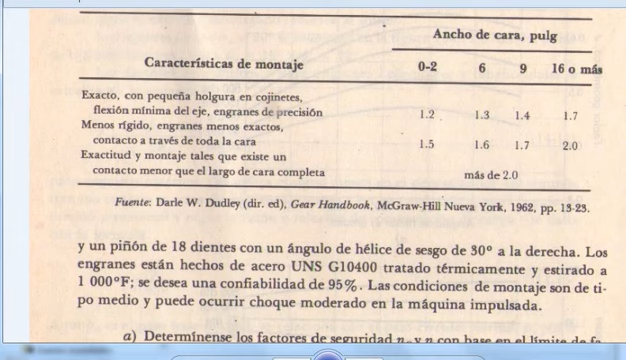 Ancho de cara, pulg
Características de montaje 0-2 6 9 16 o más
Exacto, con pequeña holgura en cojinetes,
flexión mínima del eje, engranes de precisión 1.2 1.3 1.4 1.7
Menos rígido, engranes menos exactos,
contacto a través de toda la cara 1.5 1.6 1.7 2.0
Exactitud y montaje tales que existe un
contacto menor que el largo de cara completa más de 2.0
Fuente: Darle W. Dudley (dir. ed), Gear Handbook, McGraw-Hill Nueva York, 1962, pp. 13-23.
y un piñón de 18 dientes con un ángulo de hélice de sesgo de 30° a la derecha. Los
engranes están hechos de acero UNS G10400 tratado térmicamente y estirado a
1 000°F; se desea una confiabilidad de 95%. Las condiciones de montaje son de ti-
po medio y puede ocurrir choque moderado en la máquina impulsada.
a) Determínense los factores de seguridad y n con base en el límite de